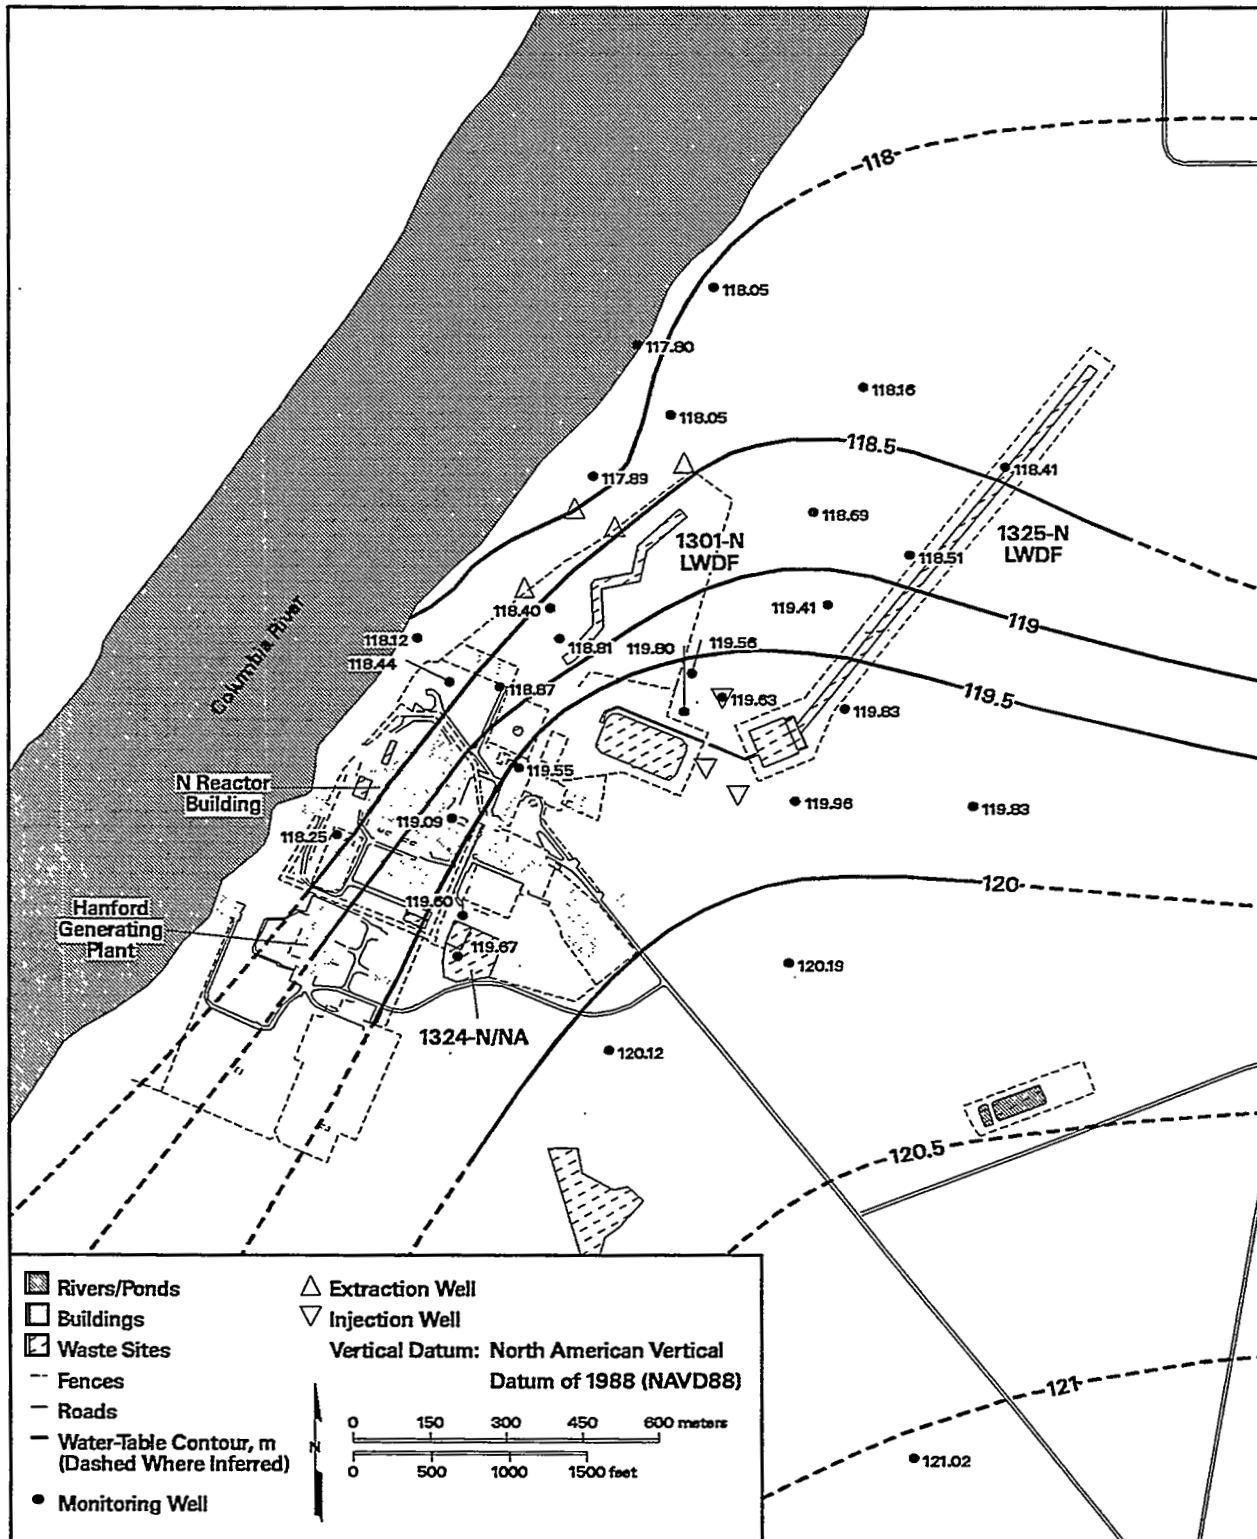 118
118.05
117.80
118.16
118.05
118.5
118.41
117.89
118.69
1301-N
LWDF
1325-N
LWDF
118.51
118.40
119.41
119
118.12
118.81
119.80
119.56
118.44
118.87
119.63
119.5
119.83
Columbia River
119.55
N Reactor
Building
119.96
119.83
119.09
118.25
120
119.60
Hanford
Generating
Plant
119.67
120.19
1324-N/NA
120.12
120.5
121
121.02
Rivers/Ponds
Buildings
Waste Sites
Fences
Roads
Water-Table Contour, m
(Dashed Where Inferred)
Monitoring Well
Extraction Well
Injection Well
Vertical Datum: North American Vertical
Datum of 1988 (NAVD88)
N
0 150 300 450 600 meters
0 500 1000 1500 feet